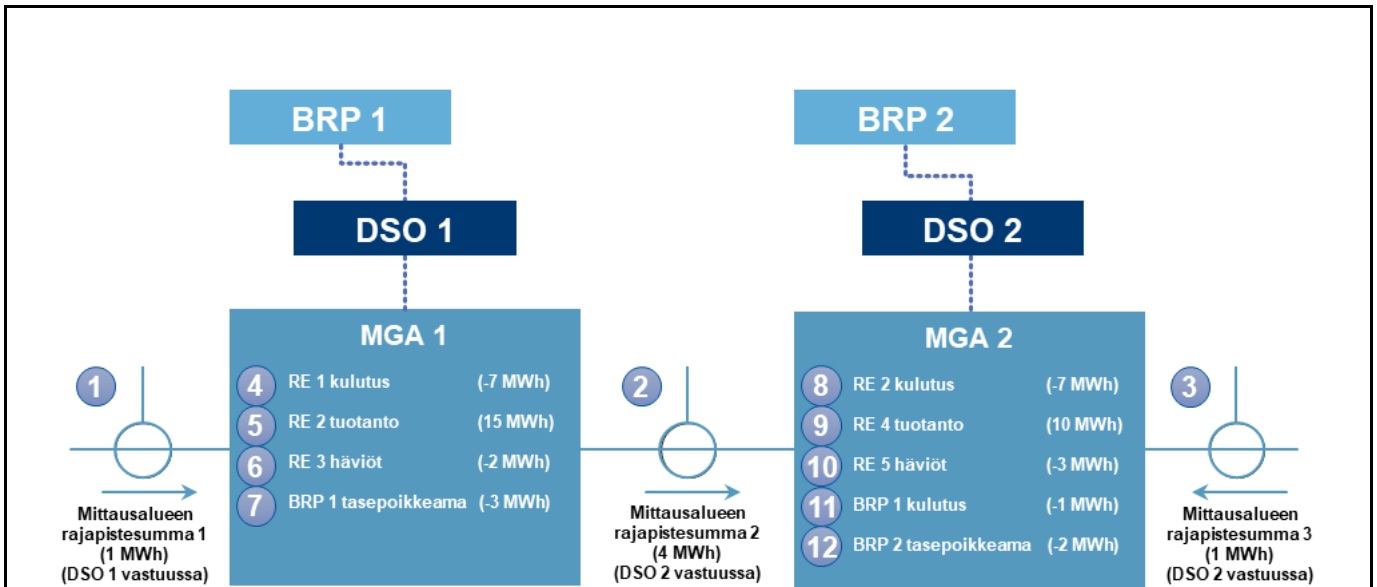 BRP 1
BRP 2
DSO 1
DSO 2
MGA 1
4 RE 1 kulutus (-7 MWh)
5 RE 2 tuotanto (15 MWh)
6 RE 3 häviöt (-2 MWh)
7 BRP 1 tasepoikkeama (-3 MWh)
MGA 2
8 RE 2 kulutus (-7 MWh)
9 RE 4 tuotanto (10 MWh)
10 RE 5 häviöt (-3 MWh)
11 BRP 1 kulutus (-1 MWh)
12 BRP 2 tasepoikkeama (-2 MWh)
1
Mittausalueen
rajapistesumma 1
(1 MWh)
(DSO 1 vastuussa)
2
Mittausalueen
rajapistesumma 2
(4 MWh)
(DSO 2 vastuussa)
3
Mittausalueen
rajapistesumma 3
(1 MWh)
(DSO 2 vastuussa)